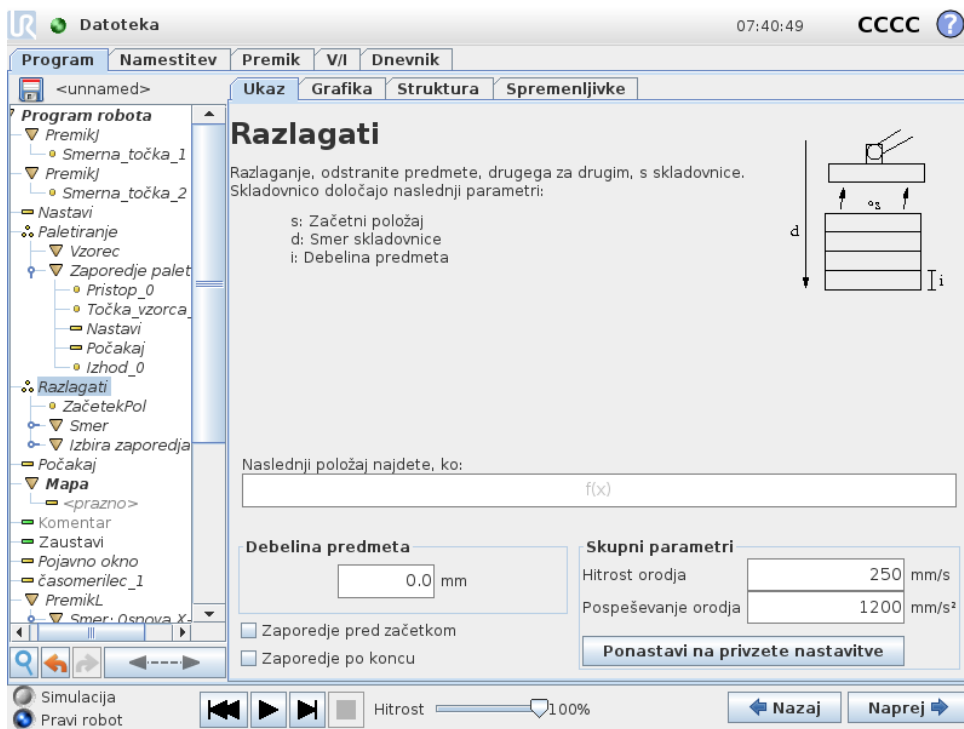 UR Datoteka 07:40:49 CCCC ?
Program Namestitev Premik V/I Dnevnik
<unnamed>
Ukaz Grafika Struktura Spremenljivke
Program robota
PremikJ
Smerna_točka_1
PremikJ
Smerna_točka_2
Nastavi
Paletiranje
Vzorec
Zaporedje palet
Pristop_0
Točka_vzorca_
Nastavi
Počakaj
Izhod_0
Razlagati
ZačetekPol
Smer
Izbira zaporedja
Počakaj
Mapa
<prazno>
Komentar
Zaustavi
Pojavno okno
časomerilec_1
PremikL
Smer: Osnova X-
Razlagati
Razlaganje, odstranite predmete, drugega za drugim, s skladovnice.
Skladovnico določajo naslednji parametri:
s: Začetni položaj
d: Smer skladovnice
i: Debelina predmeta
d
s
i
Naslednji položaj najdete, ko:
f(x)
Debelina predmeta
0.0 mm
Zaporedje pred začetkom
Zaporedje po koncu
Skupni parametri
Hitrost orodja 250 mm/s
Pospeševanje orodja 1200 mm/s²
Ponastavi na privzete nastavitve
Simulacija
Pravi robot
Hitrost 100%
Nazaj Naprej